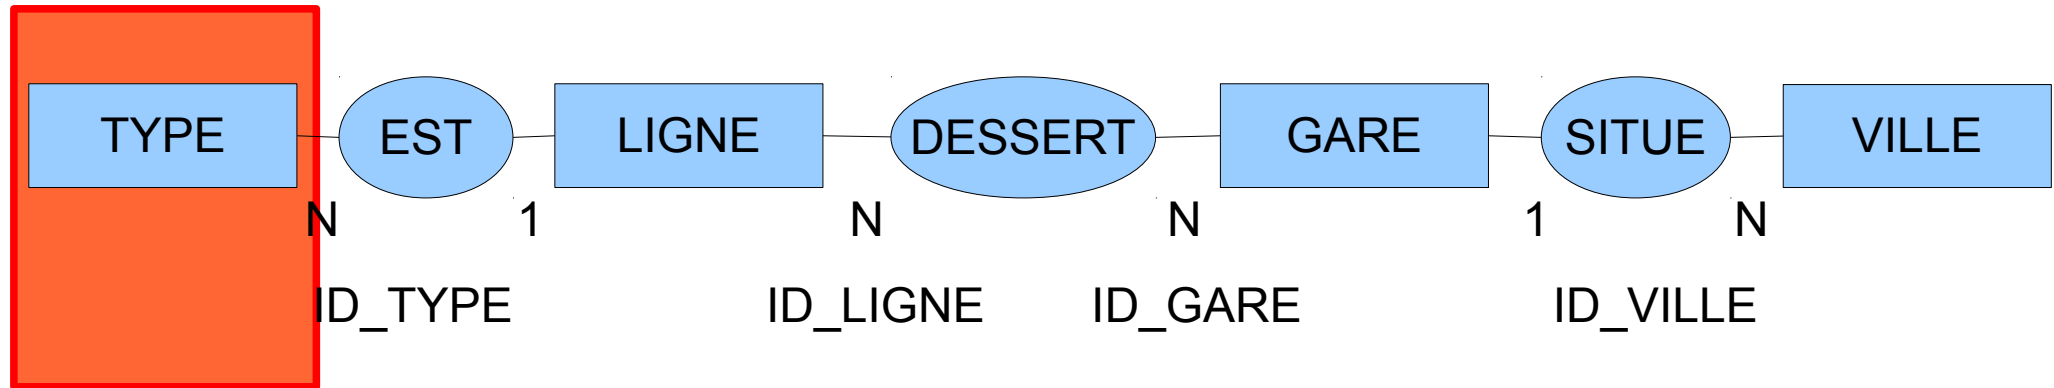 TYPE EST LIGNE DESSERT GARE SITUE VILLE
N 1 N N 1 N
ID_TYPE ID_LIGNE ID_GARE ID_VILLE